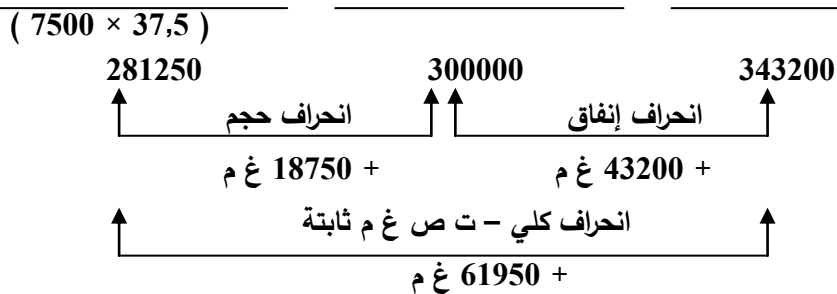 ( 7500 × 37,5 )
343200 300000 281250
انحراف إنفاق انحراف حجم
+ 43200 غ م + 18750 غ م
انحراف كلي – ت ص غ م ثابتة
+ 61950 غ م